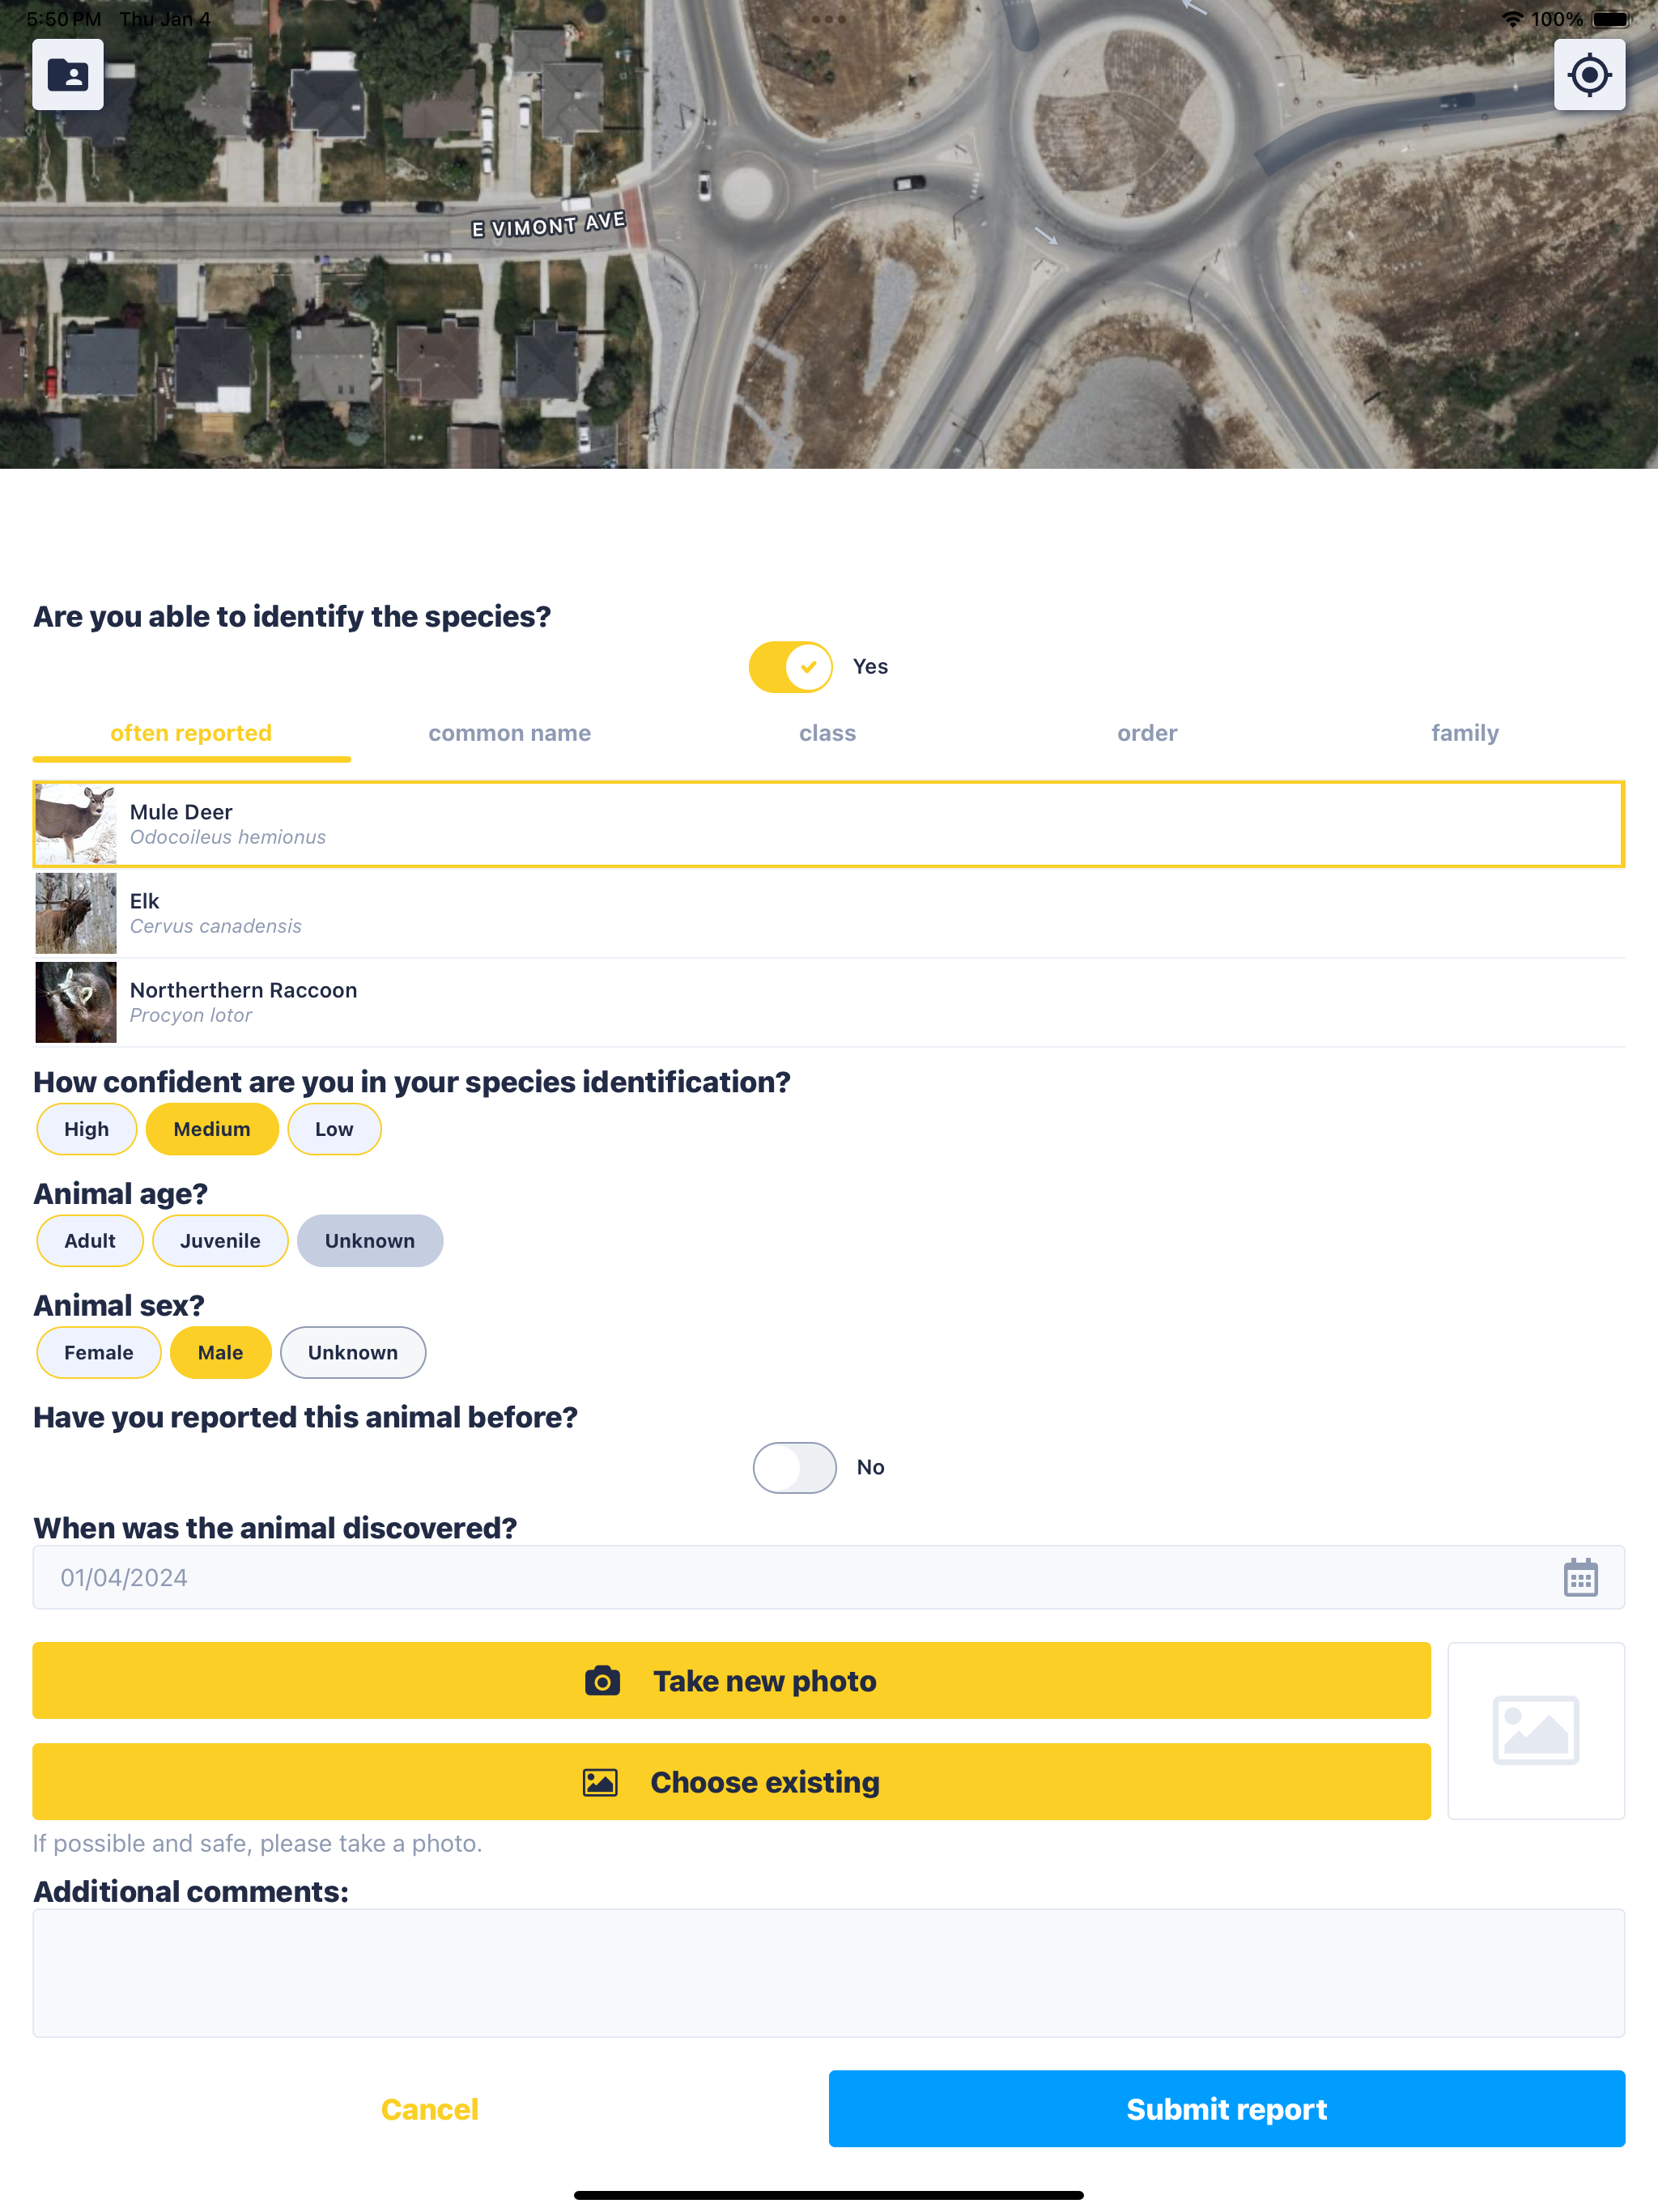 5:50 PM Thu Jan 4
100%
E VIMONT AVE
Are you able to identify the species?
Yes
often reported common name class order family
Mule Deer
Odocoileus hemionus
Elk
Cervus canadensis
Northerthern Raccoon
Procyon lotor
How confident are you in your species identification?
High Medium Low
Animal age?
Adult Juvenile Unknown
Animal sex?
Female Male Unknown
Have you reported this animal before?
No
When was the animal discovered?
01/04/2024
Take new photo
Choose existing
If possible and safe, please take a photo.
Additional comments:
Cancel Submit report